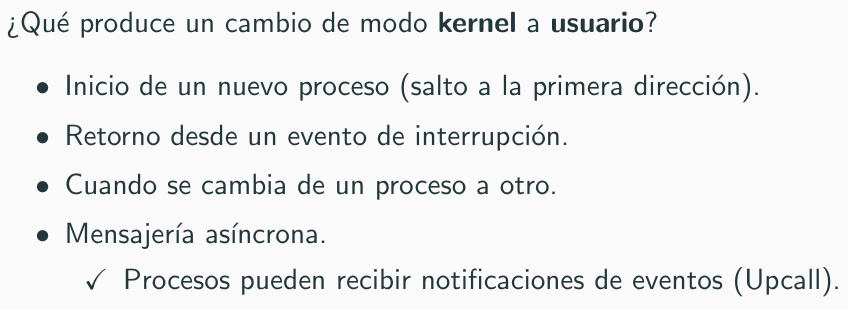 ¿Qué produce un cambio de modo kernel a usuario?
• Inicio de un nuevo proceso (salto a la primera dirección).
• Retorno desde un evento de interrupción.
• Cuando se cambia de un proceso a otro.
• Mensajería asíncrona.
✓ Procesos pueden recibir notificaciones de eventos (Upcall).